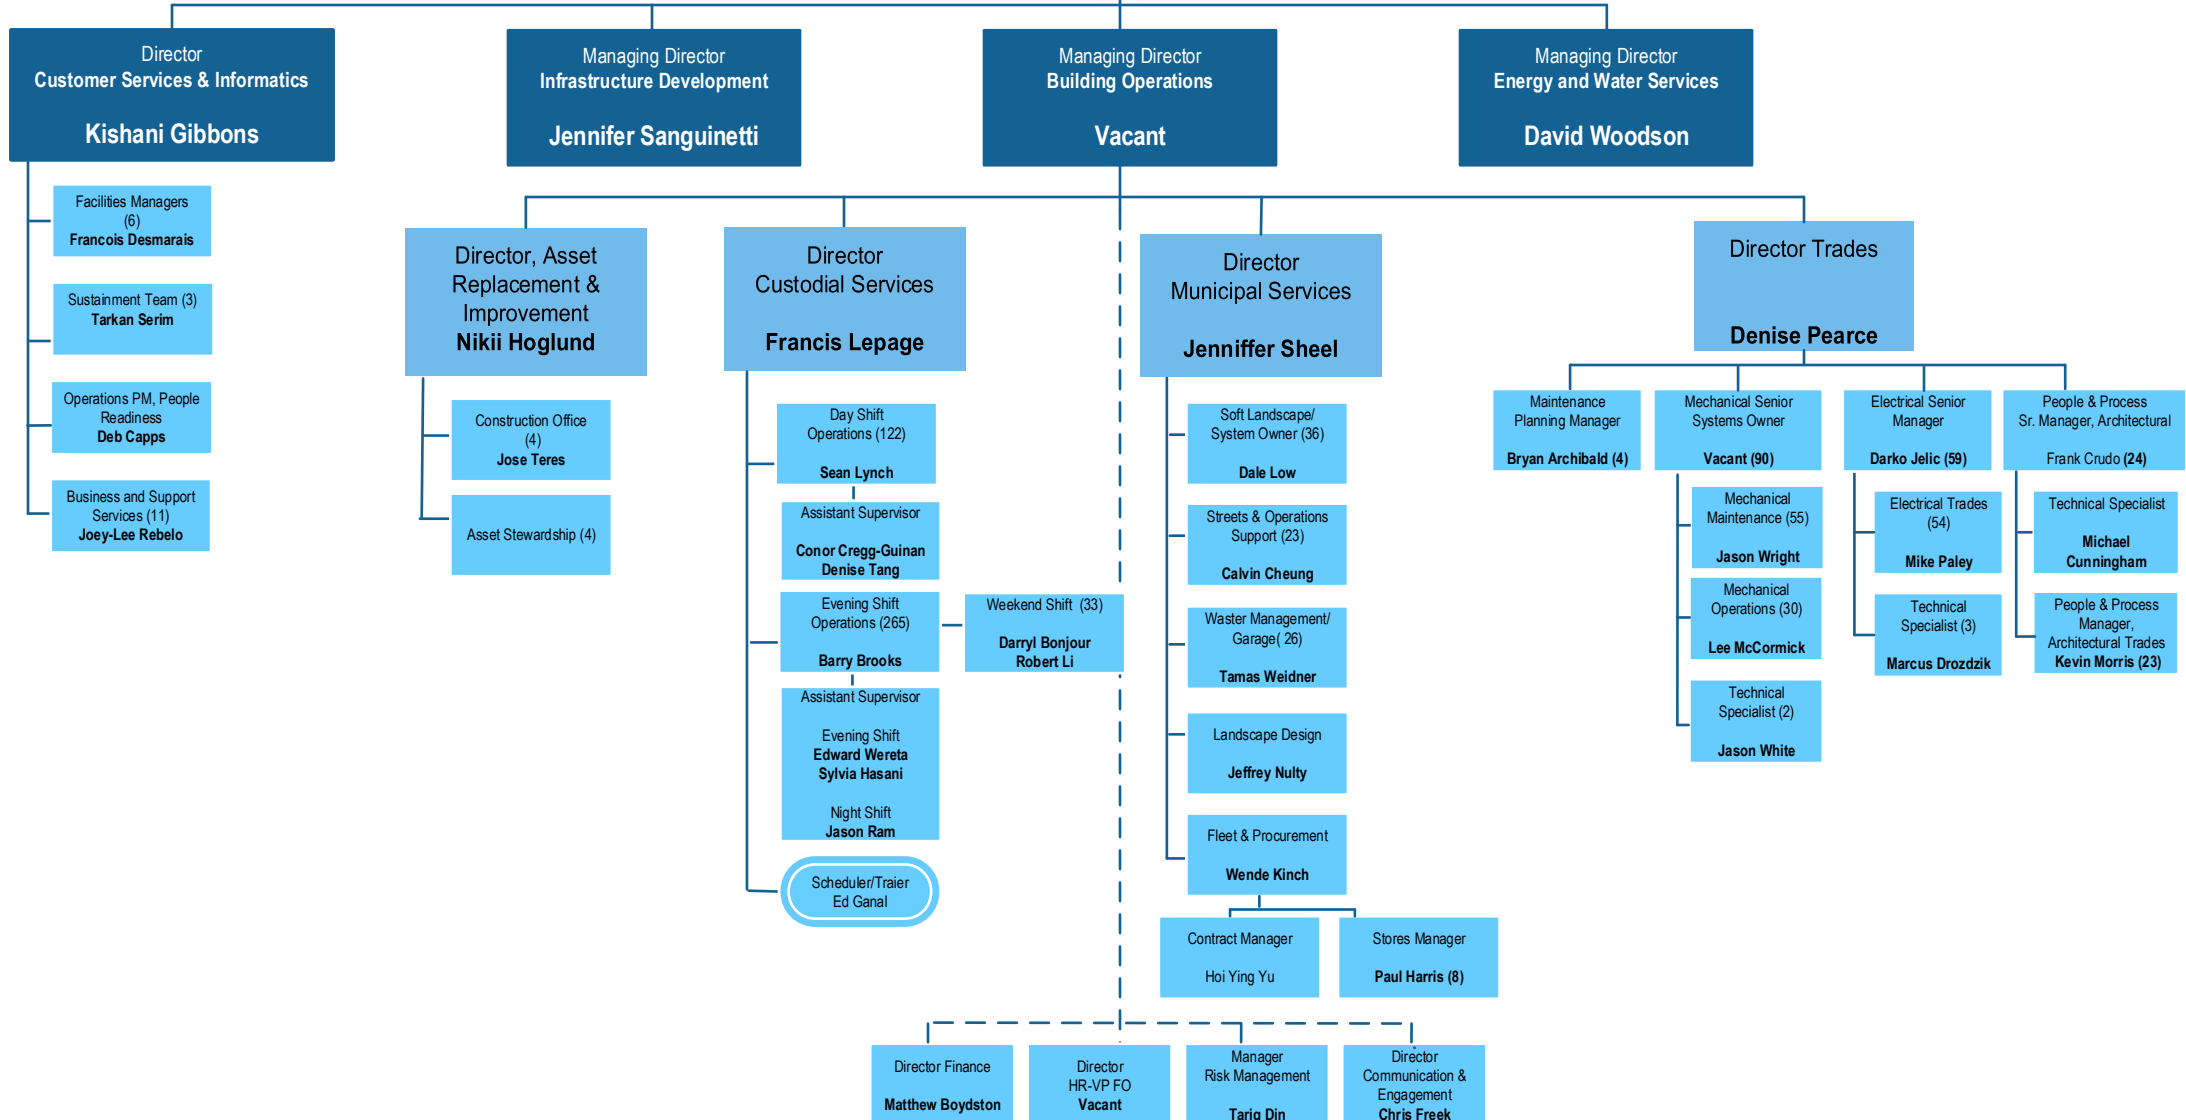 Director
Customer Services & Informatics
Kishani Gibbons
Managing Director
Infrastructure Development
Jennifer Sanguinetti
Managing Director
Building Operations
Vacant
Managing Director
Energy and Water Services
David Woodson
Facilities Managers
(6)
Francois Desmarais
Sustainment Team (3)
Tarkan Serim
Operations PM, People
Readiness
Deb Capps
Business and Support
Services (11)
Joey-Lee Rebelo
Director, Asset
Replacement &
Improvement
Nikii Hoglund
Construction Office
(4)
Jose Teres
Asset Stewardship (4)
Director
Custodial Services
Francis Lepage
Day Shift
Operations (122)
Sean Lynch
Assistant Supervisor
Conor Cregg-Guinan
Denise Tang
Evening Shift
Operations (265)
Barry Brooks
Weekend Shift (33)
Darryl Bonjour
Robert Li
Assistant Supervisor
Evening Shift
Edward Wereta
Sylvia Hasani
Night Shift
Jason Ram
Scheduler/Traier
Ed Ganal
Director
Municipal Services
Jenniffer Sheel
Soft Landscape/
System Owner (36)
Dale Low
Streets & Operations
Support (23)
Calvin Cheung
Waster Management/
Garage( 26)
Tamas Weidner
Landscape Design
Jeffrey Nulty
Fleet & Procurement
Wende Kinch
Contract Manager
Hoi Ying Yu
Stores Manager
Paul Harris (8)
Director Trades
Denise Pearce
Maintenance
Planning Manager
Bryan Archibald (4)
Mechanical Senior
Systems Owner
Vacant (90)
Mechanical
Maintenance (55)
Jason Wright
Mechanical
Operations (30)
Lee McCormick
Technical
Specialist (2)
Jason White
Electrical Senior
Manager
Darko Jelic (59)
Electrical Trades
(54)
Mike Paley
Technical
Specialist (3)
Marcus Drozdzik
People & Process
Sr. Manager, Architectural
Frank Crudo (24)
Technical Specialist
Michael
Cunningham
People & Process
Manager,
Architectural Trades
Kevin Morris (23)
Director Finance
Matthew Boydston
Director
HR-VP FO
Vacant
Manager
Risk Management
Tariq Din
Director
Communication &
Engagement
Chris Freek